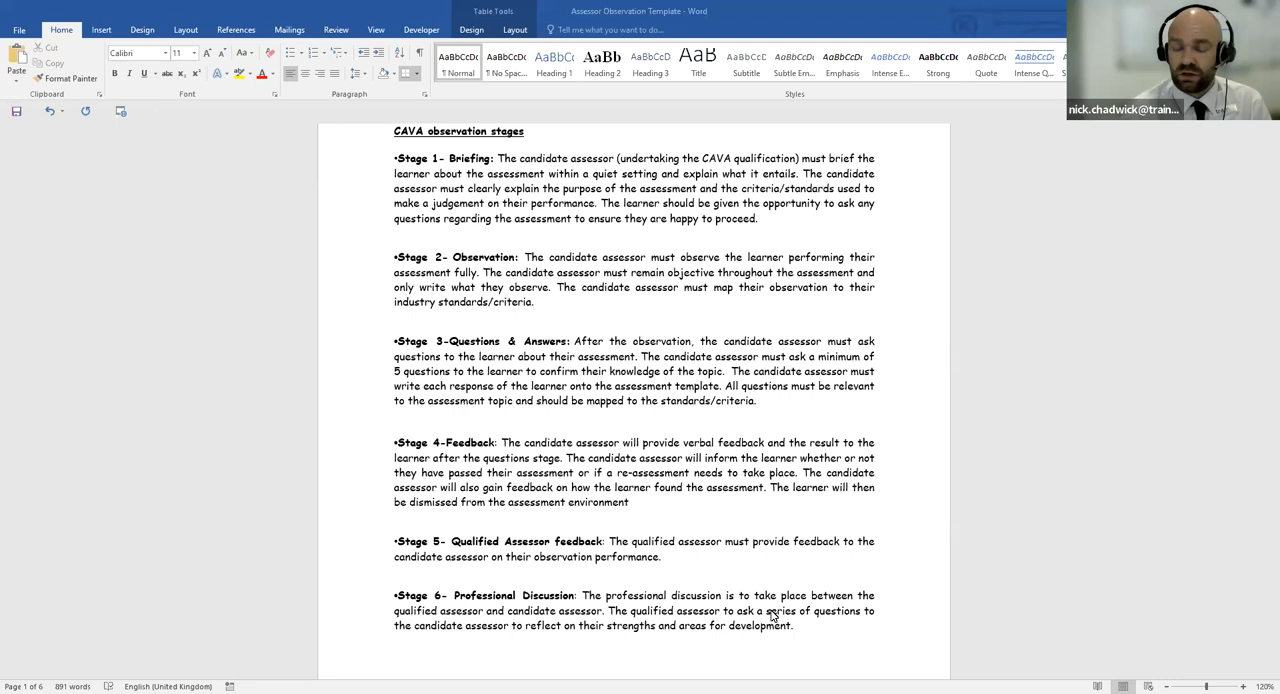 Assessor Observation Template - Word
Table Tools
File Home Insert Design Layout References Mailings Review View Developer Design Layout Tell me what you want to do...
Paste
Cut
Copy
Format Painter
Calibri 11
Clipboard Font Paragraph Styles
AaBbCcDc ¶ Normal
AaBbCcDc ¶ No Spac...
AaBbCc Heading 1
AaBb Heading 2
AaBbCcD Heading 3
AaB Title
AaBbCcD Subtitle
AaBbCcDc Subtle Em...
AaBbCcDc Emphasis
AaBbCcDc Intense E...
AaBbCcDc Strong
AaBbCcDc Quote
AaBbCcDc Intense Q...
nick.chadwick@train...
CAVA observation stages
•Stage 1- Briefing: The candidate assessor (undertaking the CAVA qualification) must brief the
learner about the assessment within a quiet setting and explain what it entails. The candidate
assessor must clearly explain the purpose of the assessment and the criteria/standards used to
make a judgement on their performance. The learner should be given the opportunity to ask any
questions regarding the assessment to ensure they are happy to proceed.
•Stage 2- Observation: The candidate assessor must observe the learner performing their
assessment fully. The candidate assessor must remain objective throughout the assessment and
only write what they observe. The candidate assessor must map their observation to their
industry standards/criteria.
•Stage 3-Questions & Answers: After the observation, the candidate assessor must ask
questions to the learner about their assessment. The candidate assessor must ask a minimum of
5 questions to the learner to confirm their knowledge of the topic. The candidate assessor must
write each response of the learner onto the assessment template. All questions must be relevant
to the assessment topic and should be mapped to the standards/criteria.
•Stage 4-Feedback: The candidate assessor will provide verbal feedback and the result to the
learner after the questions stage. The candidate assessor will inform the learner whether or not
they have passed their assessment or if a re-assessment needs to take place. The candidate
assessor will also gain feedback on how the learner found the assessment. The learner will then
be dismissed from the assessment environment
•Stage 5- Qualified Assessor feedback: The qualified assessor must provide feedback to the
candidate assessor on their observation performance.
•Stage 6- Professional Discussion: The professional discussion is to take place between the
qualified assessor and candidate assessor. The qualified assessor to ask a series of questions to
the candidate assessor to reflect on their strengths and areas for development.
Page 1 of 6 891 words English (United Kingdom) 120%